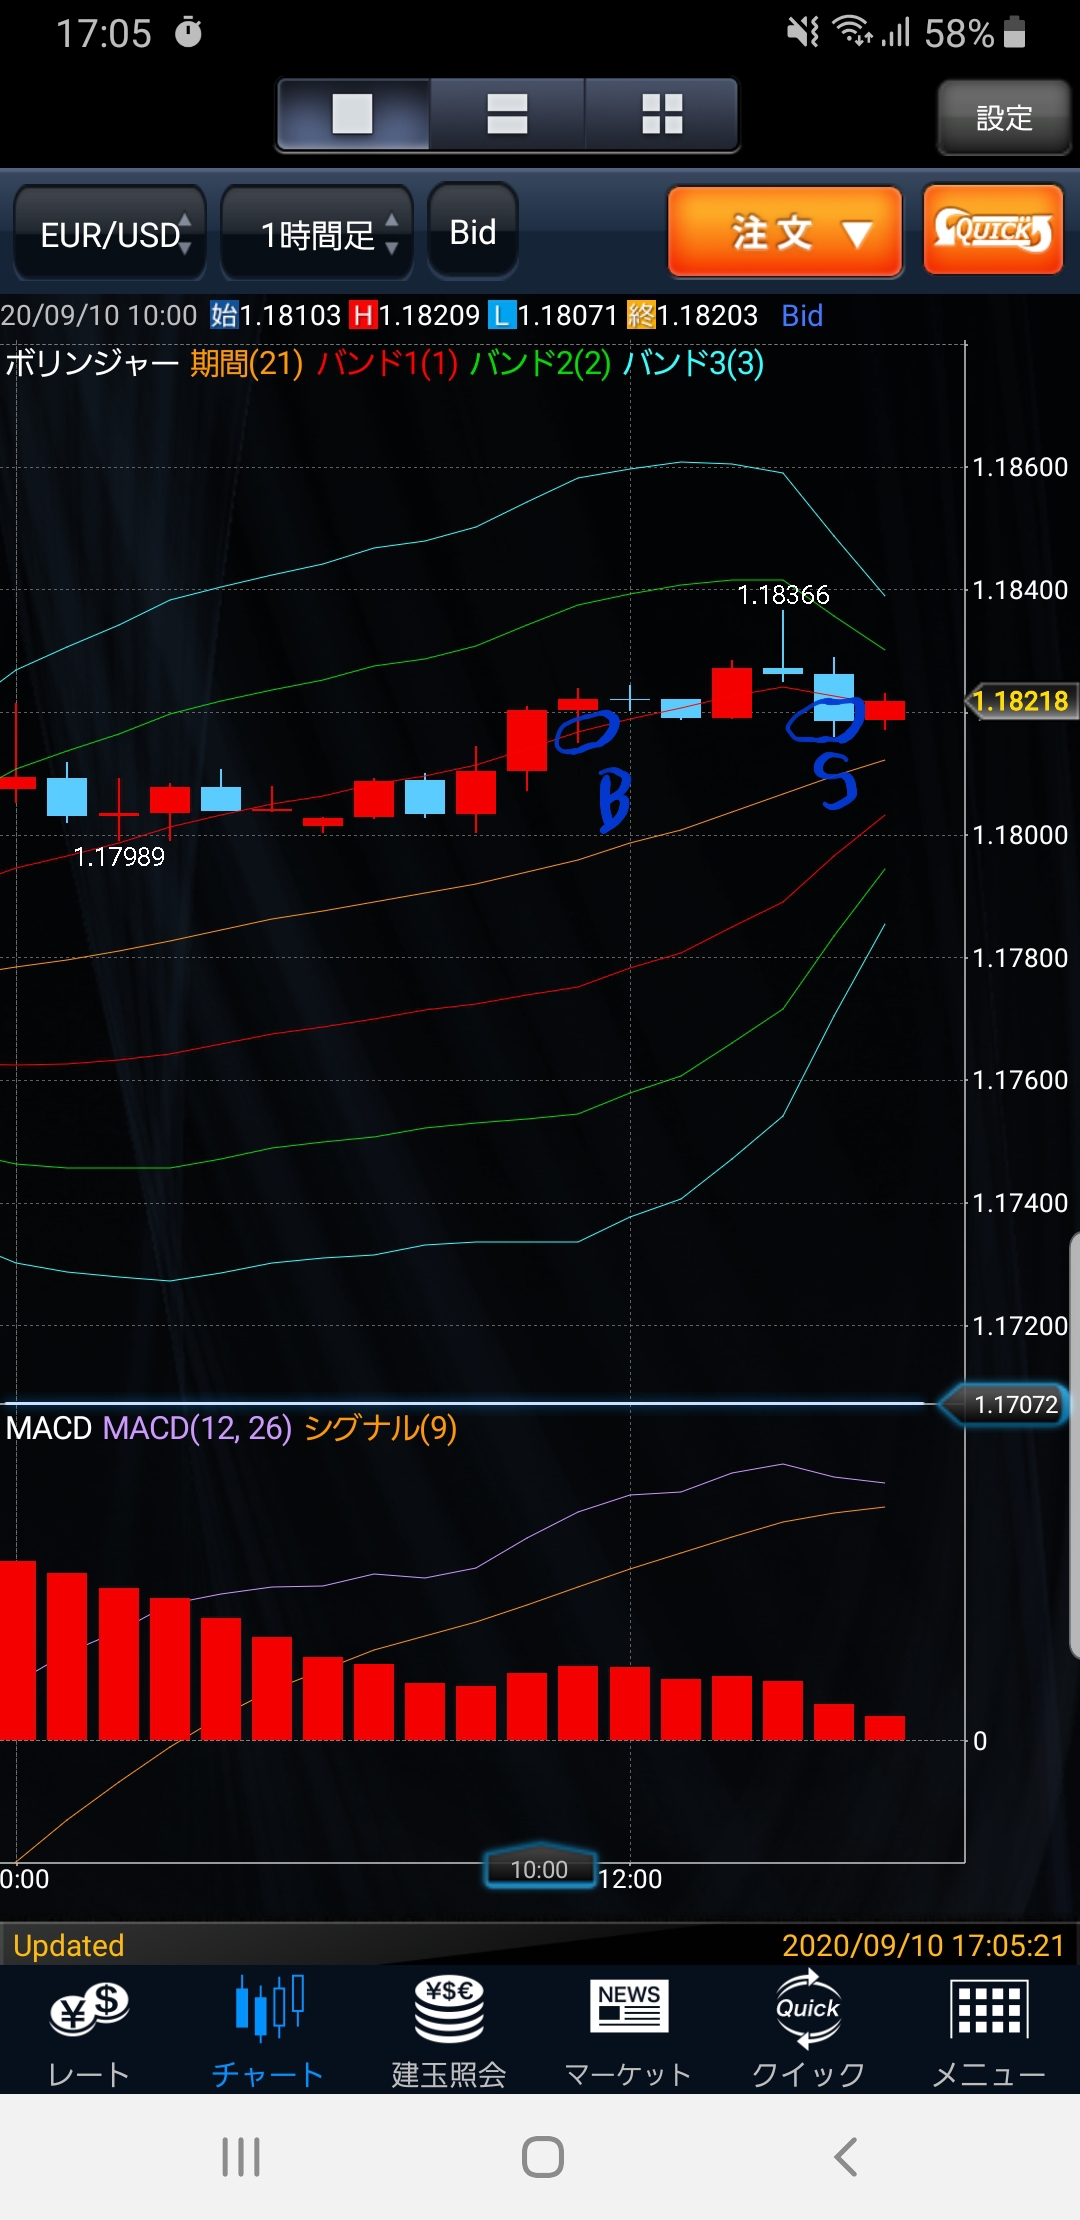 17:05 58%
設定
EUR/USD 1時間足 Bid 注文 ▼ QUICK
20/09/10 10:00 始1.18103 H1.18209 L1.18071 終1.18203 Bid
ボリンジャー 期間(21) バンド1(1) バンド2(2) バンド3(3)
1.18600
1.18400
1.18366
1.18218
B
S
1.18000
1.17989
1.17800
1.17600
1.17400
1.17200
1.17072
MACD MACD(12, 26) シグナル(9)
0
0:00 10:00 12:00
Updated 2020/09/10 17:05:21
¥$ ¥$€ NEWS Quick
レート チャート 建玉照会 マーケット クイック メニュー